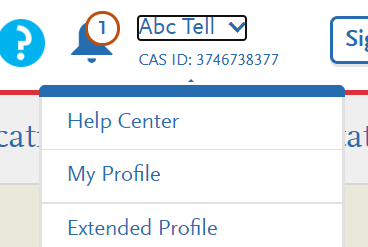 ?
1
Abc Tell
CAS ID: 3746738377
Help Center
My Profile
Extended Profile